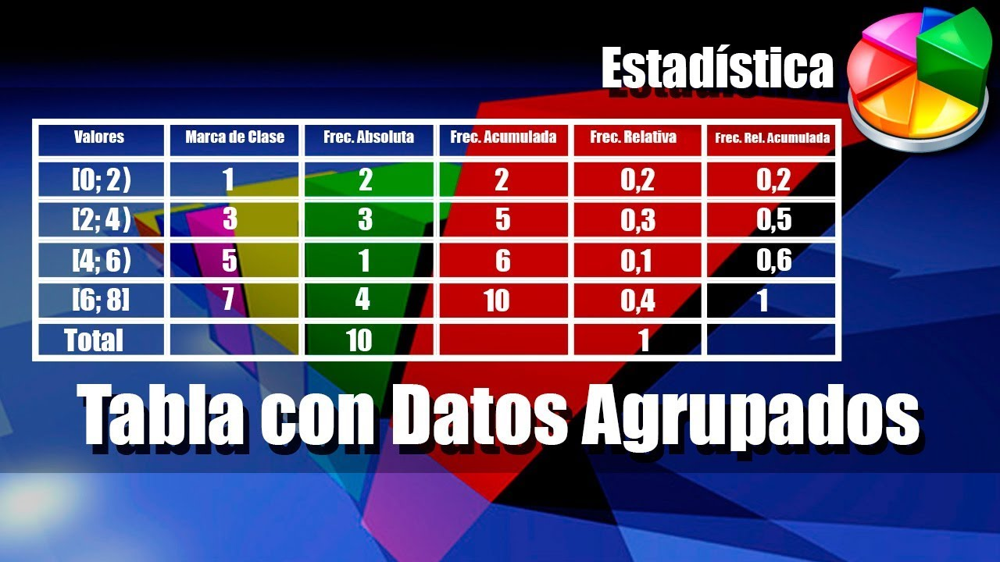 Estadística
Valores Marca de Clase Frec. Absoluta Frec. Acumulada Frec. Relativa Frec. Rel. Acumulada
[0; 2) 1 2 2 0,2 0,2
[2; 4) 3 3 5 0,3 0,5
[4; 6) 5 1 6 0,1 0,6
[6; 8] 7 4 10 0,4 1
Total 10 1
Tabla con Datos Agrupados